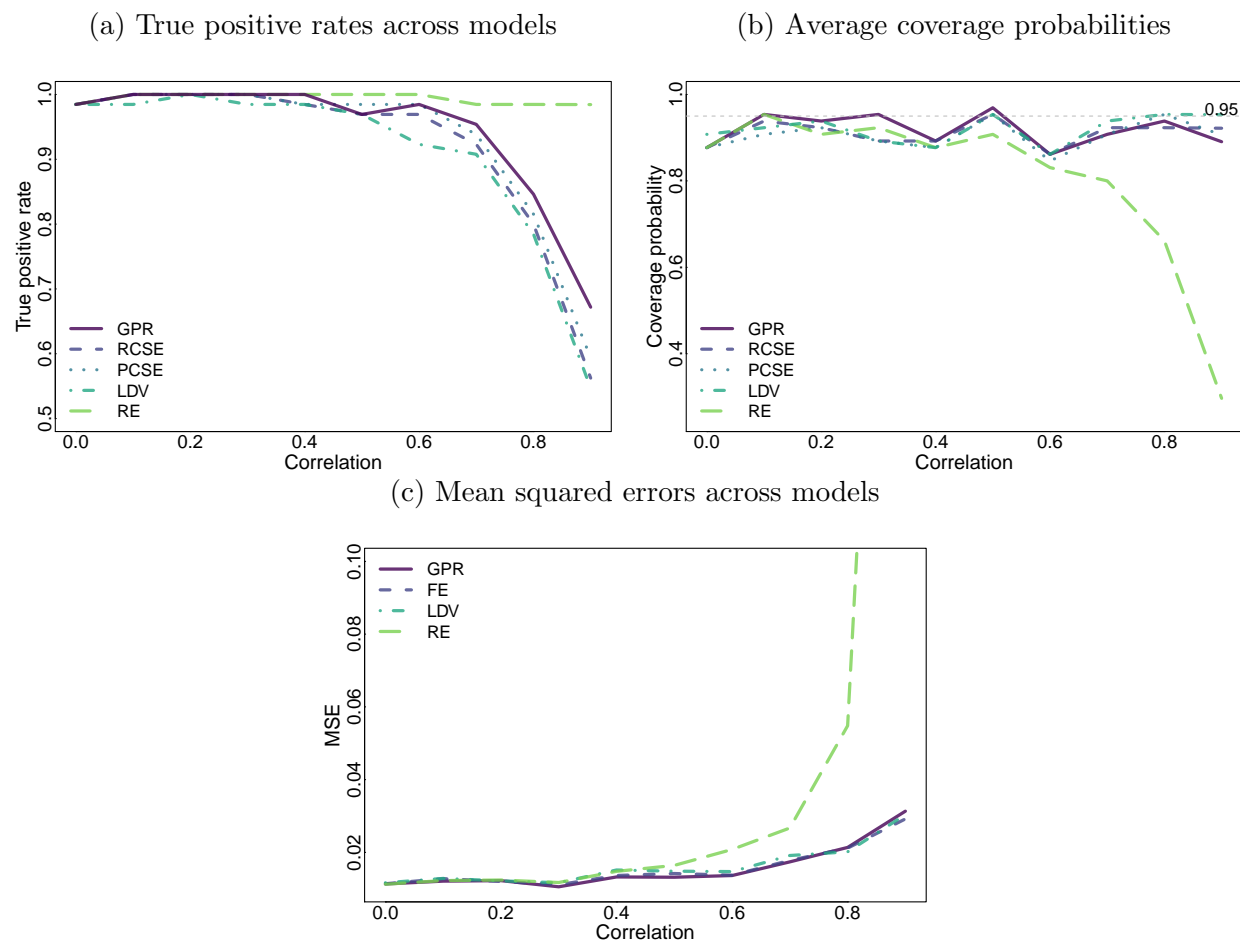 (a) True positive rates across models
True positive rate
1.0
0.9
0.8
0.7
0.6
0.5
GPR
RCSE
PCSE
LDV
RE
0.0 0.2 0.4 0.6 0.8
Correlation
(b) Average coverage probabilities
Coverage probability
1.0
0.8
0.6
0.4
0.95
GPR
RCSE
PCSE
LDV
RE
0.0 0.2 0.4 0.6 0.8
Correlation
(c) Mean squared errors across models
MSE
0.10
0.08
0.06
0.04
0.02
GPR
FE
LDV
RE
0.0 0.2 0.4 0.6 0.8
Correlation